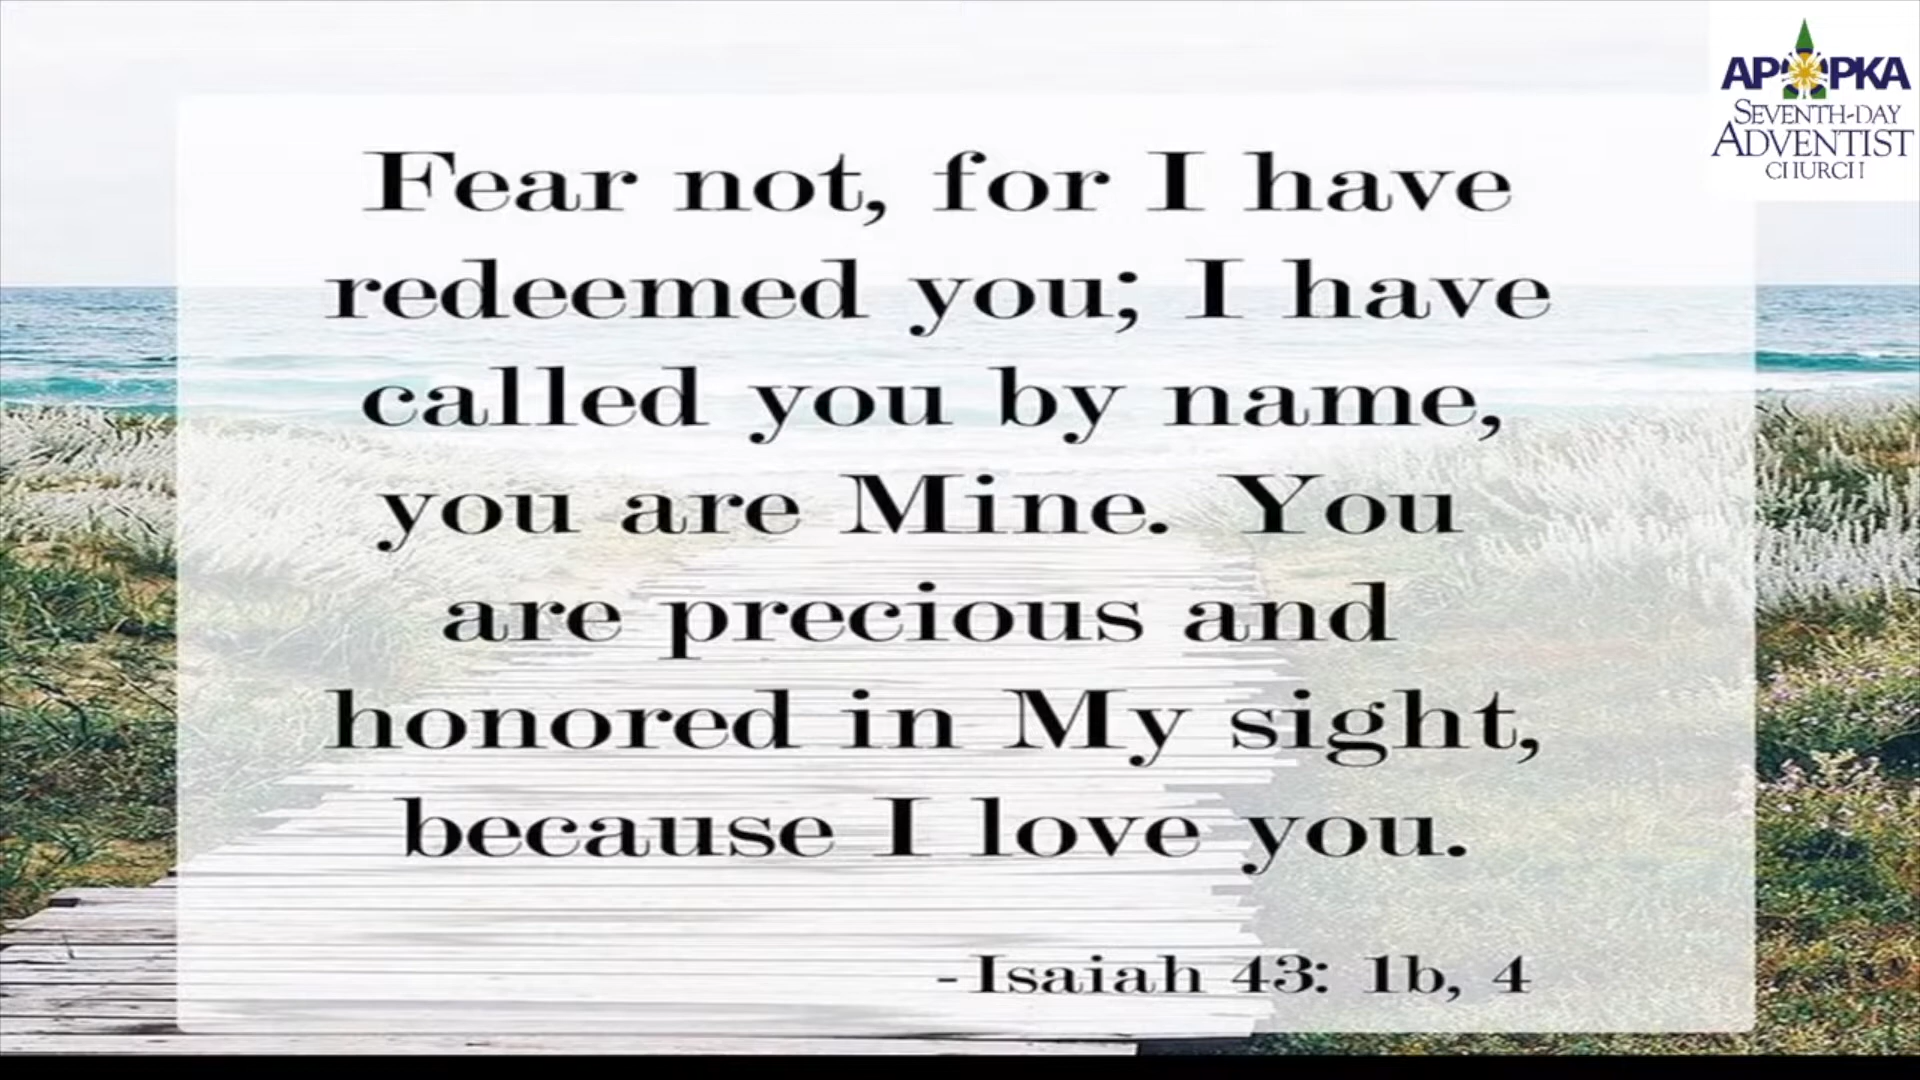 APOPKA
SEVENTH-DAY
ADVENTIST
CHURCH
Fear not, for I have
redeemed you; I have
called you by name,
you are Mine. You
are precious and
honored in My sight,
because I love you.
-Isaiah 43: 1b, 4